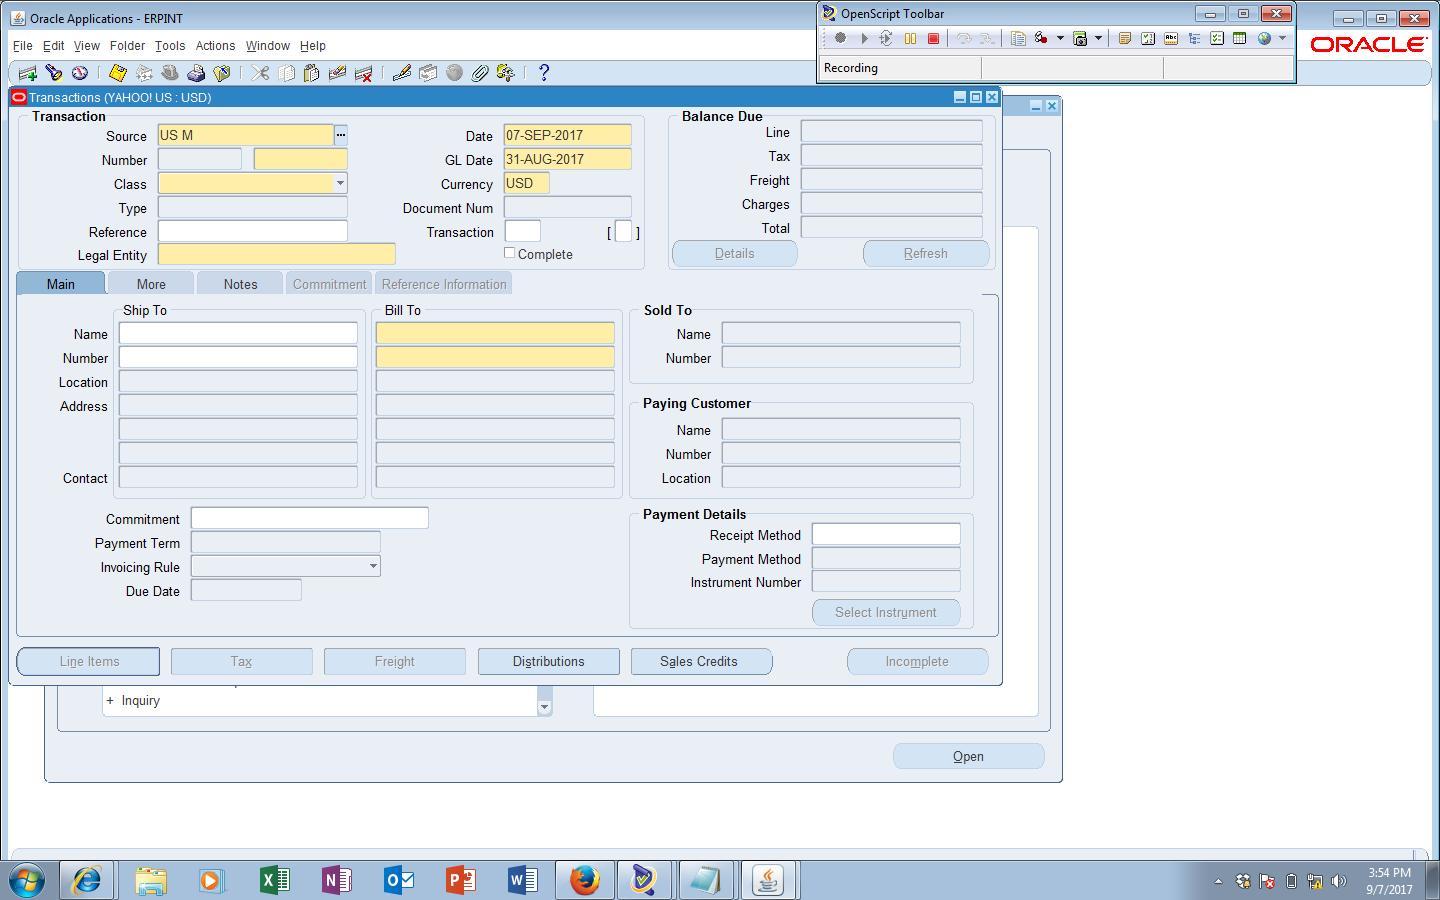 Oracle Applications - ERPINT
OpenScript Toolbar
File Edit View Folder Tools Actions Window Help
ORACLE
Recording
Transactions (YAHOO! US : USD)
Transaction
Source US M ...
Number
Class
Type
Reference
Legal Entity
Date 07-SEP-2017
GL Date 31-AUG-2017
Currency USD
Document Num
Transaction [ ]
Complete
Balance Due
Line
Tax
Freight
Charges
Total
Details Refresh
Main More Notes Commitment Reference Information
Ship To Bill To
Name
Number
Location
Address
Contact
Sold To
Name
Number
Paying Customer
Name
Number
Location
Commitment
Payment Term
Invoicing Rule
Due Date
Payment Details
Receipt Method
Payment Method
Instrument Number
Select Instrument
Line Items Tax Freight Distributions Sales Credits Incomplete
+ Inquiry
Open
3:54 PM
9/7/2017